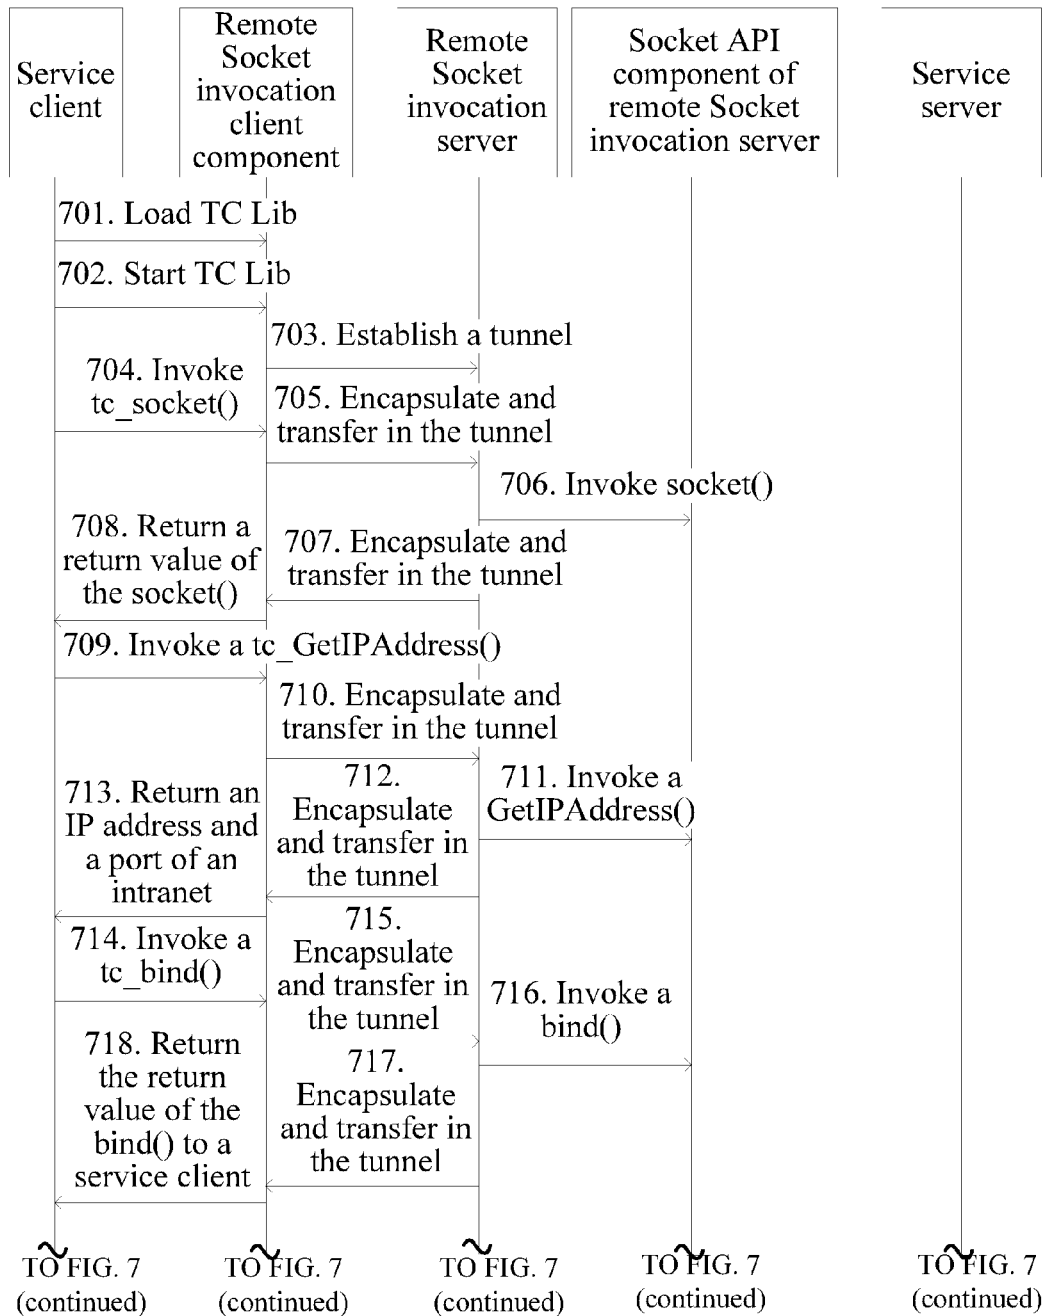 Service
client
Remote
Socket
invocation
client
component
Remote
Socket
invocation
server
Socket API
component of
remote Socket
invocation server
Service
server
701. Load TC Lib
702. Start TC Lib
703. Establish a tunnel
704. Invoke
tc_socket()
705. Encapsulate and
transfer in the tunnel
706. Invoke socket()
708. Return a
return value of
the socket()
707. Encapsulate and
transfer in the tunnel
709. Invoke a tc_GetIPAddress()
710. Encapsulate and
transfer in the tunnel
711. Invoke a
GetIPAddress()
712.
Encapsulate
and transfer in
the tunnel
713. Return an
IP address and
a port of an
intranet
714. Invoke a
tc_bind()
715.
Encapsulate
and transfer in
the tunnel
716. Invoke a
bind()
717.
Encapsulate
and transfer in
the tunnel
718. Return
the return
value of the
bind() to a
service client
TO FIG. 7
(continued)
TO FIG. 7
(continued)
TO FIG. 7
(continued)
TO FIG. 7
(continued)
TO FIG. 7
(continued)